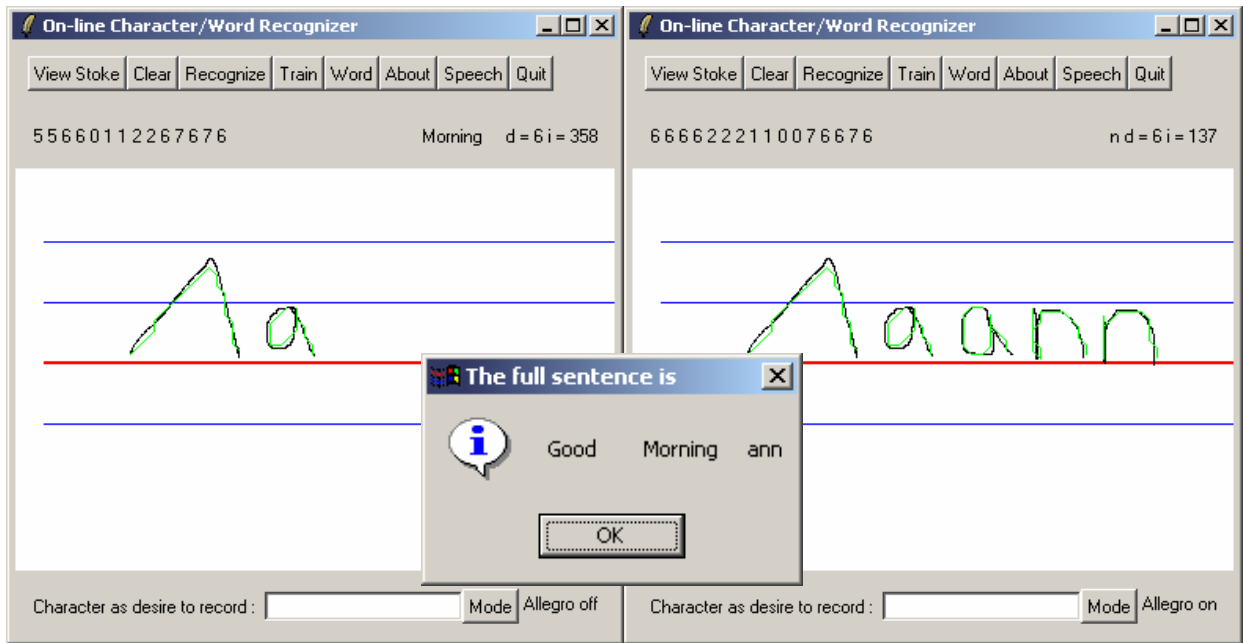 On-line Character/Word Recognizer
View Stoke Clear Recognize Train Word About Speech Quit
5 5 6 6 0 1 1 2 2 6 7 6 7 6 Morning d = 6 i = 358
a
Character as desire to record : Mode Allegro off
On-line Character/Word Recognizer
View Stoke Clear Recognize Train Word About Speech Quit
6 6 6 6 2 2 2 1 1 0 0 7 6 6 7 6 n d = 6 i = 137
a a n n
Character as desire to record : Mode Allegro on
The full sentence is
Good Morning ann
OK